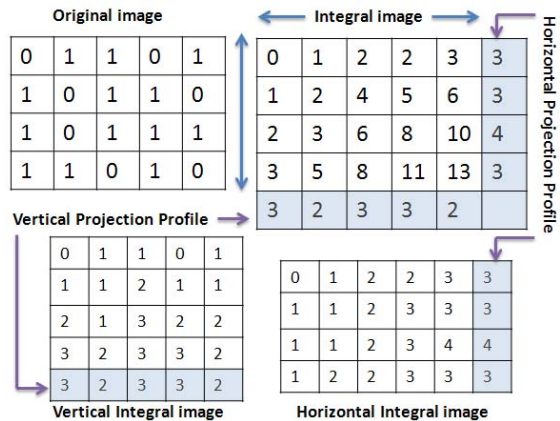 Original image
Integral image
0 1 1 0 1
1 0 1 1 0
1 0 1 1 1
1 1 0 1 0
0 1 2 2 3 3
1 2 4 5 6 3
2 3 6 8 10 4
3 5 8 11 13 3
3 2 3 3 2
Horizontal Projection Profile
Vertical Projection Profile
0 1 1 0 1
1 1 2 1 1
2 1 3 2 2
3 2 3 3 2
3 2 3 3 2
Vertical Integral image
0 1 2 2 3 3
1 1 2 3 3 3
1 1 2 3 4 4
1 2 2 3 3 3
Horizontal Integral image